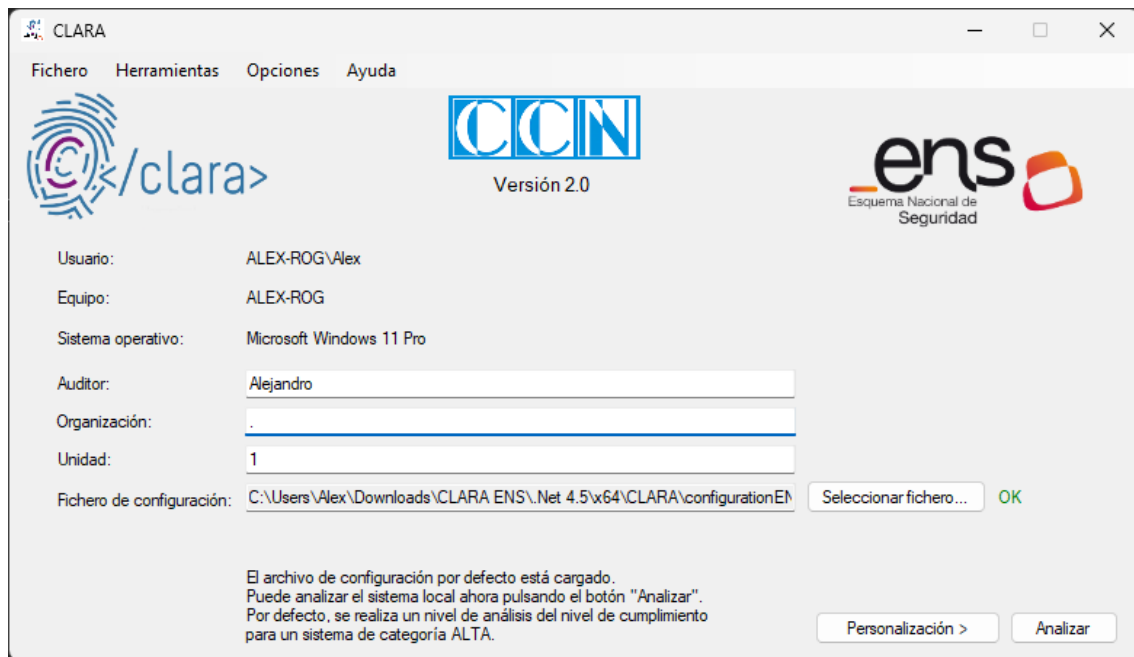 CLARA
Fichero Herramientas Opciones Ayuda
</clara>
CCN
Versión 2.0
ens
Esquema Nacional de
Seguridad
Usuario: ALEX-ROG\Alex
Equipo: ALEX-ROG
Sistema operativo: Microsoft Windows 11 Pro
Auditor: Alejandro
Organización: .
Unidad: 1
Fichero de configuración: C:\Users\Alex\Downloads\CLARA ENS\.Net 4.5\x64\CLARA\configurationEN Seleccionar fichero... OK
El archivo de configuración por defecto está cargado.
Puede analizar el sistema local ahora pulsando el botón "Analizar".
Por defecto, se realiza un nivel de análisis del nivel de cumplimiento
para un sistema de categoría ALTA.
Personalización > Analizar